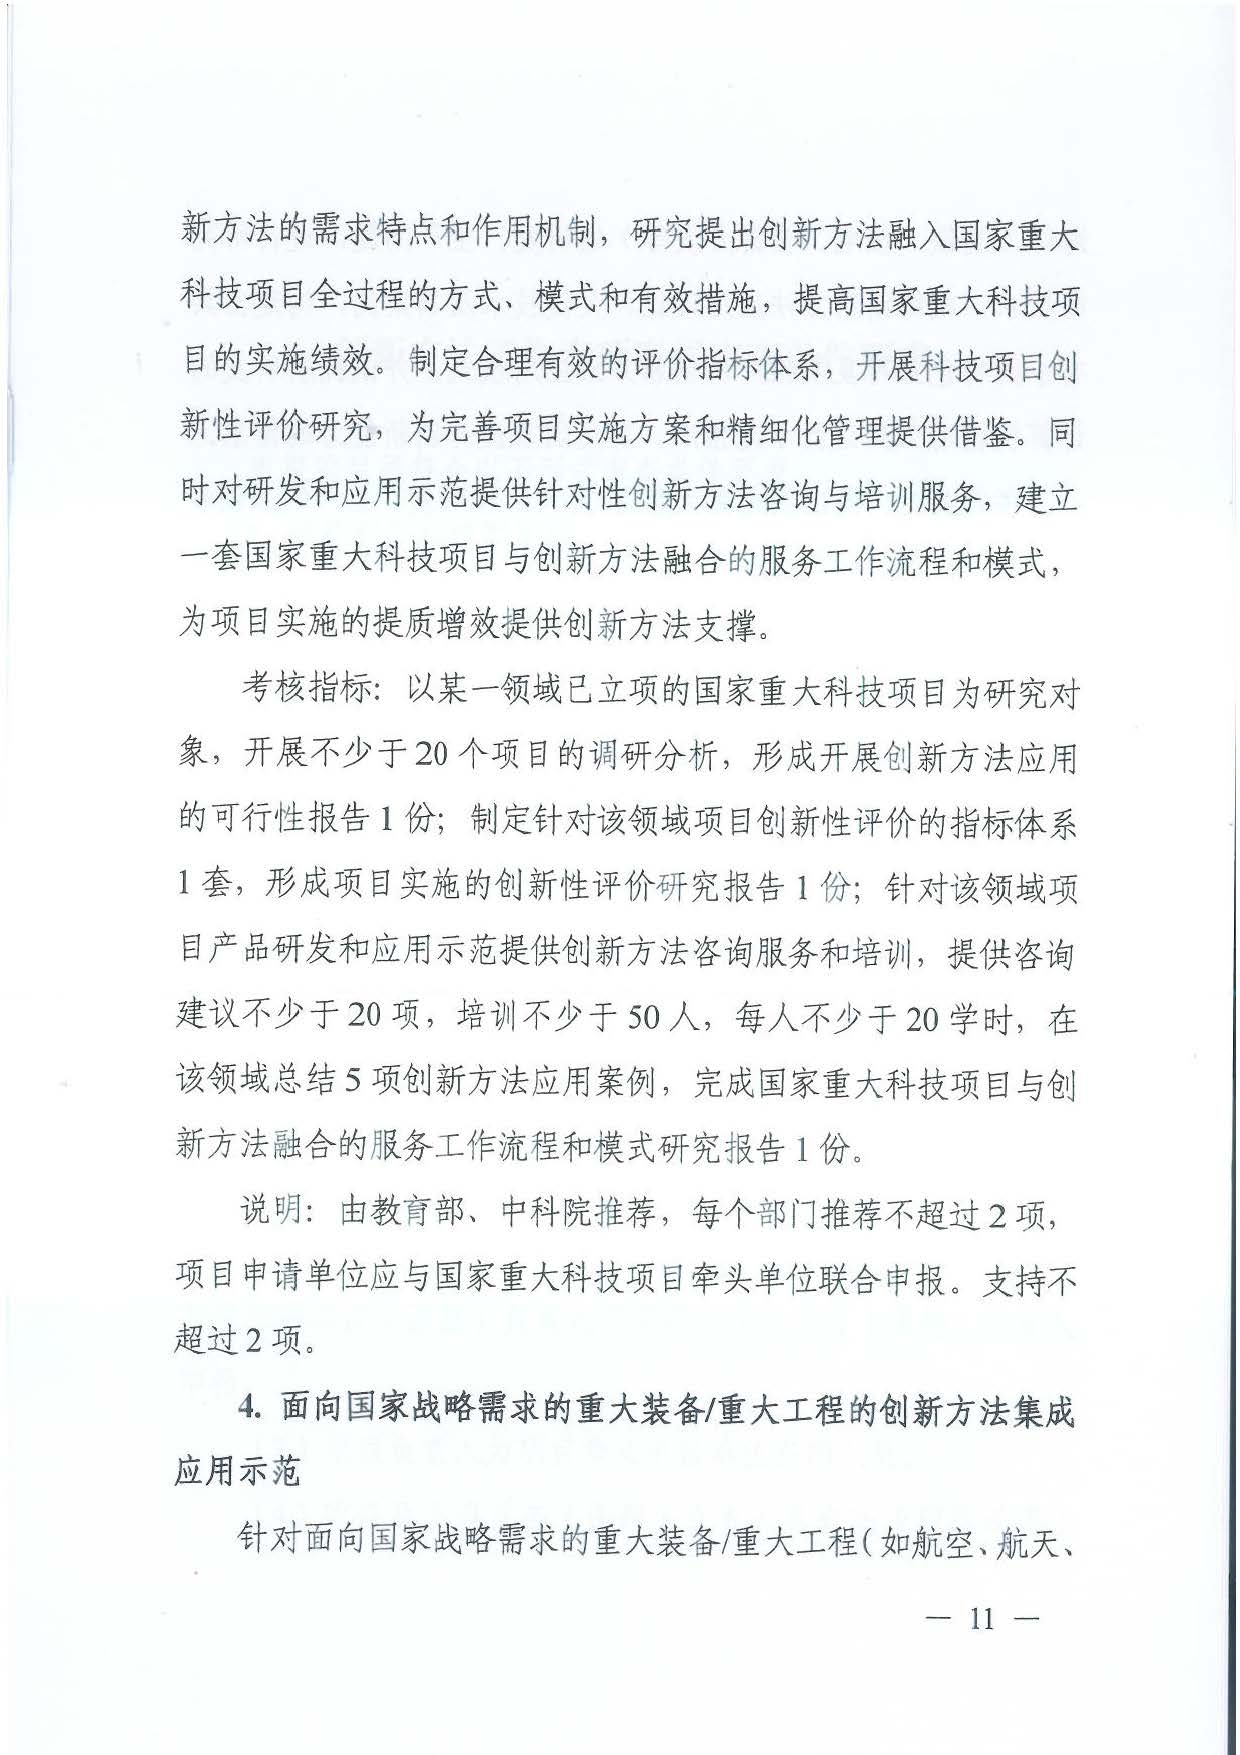 新方法的需求特点和作用机制，研究提出创新方法融入国家重大
科技项目全过程的方式、模式和有效措施，提高国家重大科技项
目的实施绩效。制定合理有效的评价指标体系，开展科技项目创
新性评价研究，为完善项目实施方案和精细化管理提供借鉴。同
时对研发和应用示范提供针对性创新方法咨询与培训服务，建立
一套国家重大科技项目与创新方法融合的服务工作流程和模式，
为项目实施的提质增效提供创新方法支撑。
考核指标：以某一领域已立项的国家重大科技项目为研究对
象，开展不少于20个项目的调研分析，形成开展创新方法应用
的可行性报告1份；制定针对该领域项目创新性评价的指标体系
1套，形成项目实施的创新性评价研究报告1份；针对该领域项
目产品研发和应用示范提供创新方法咨询服务和培训，提供咨询
建议不少于20项，培训不少于50人，每人不少于20学时，在
该领域总结5项创新方法应用案例，完成国家重大科技项目与创
新方法融合的服务工作流程和模式研究报告1份。
说明：由教育部、中科院推荐，每个部门推荐不超过2项，
项目申请单位应与国家重大科技项目牵头单位联合申报。支持不
超过2项。
4. 面向国家战略需求的重大装备/重大工程的创新方法集成
应用示范
针对面向国家战略需求的重大装备/重大工程（如航空、航天、
— 11 —